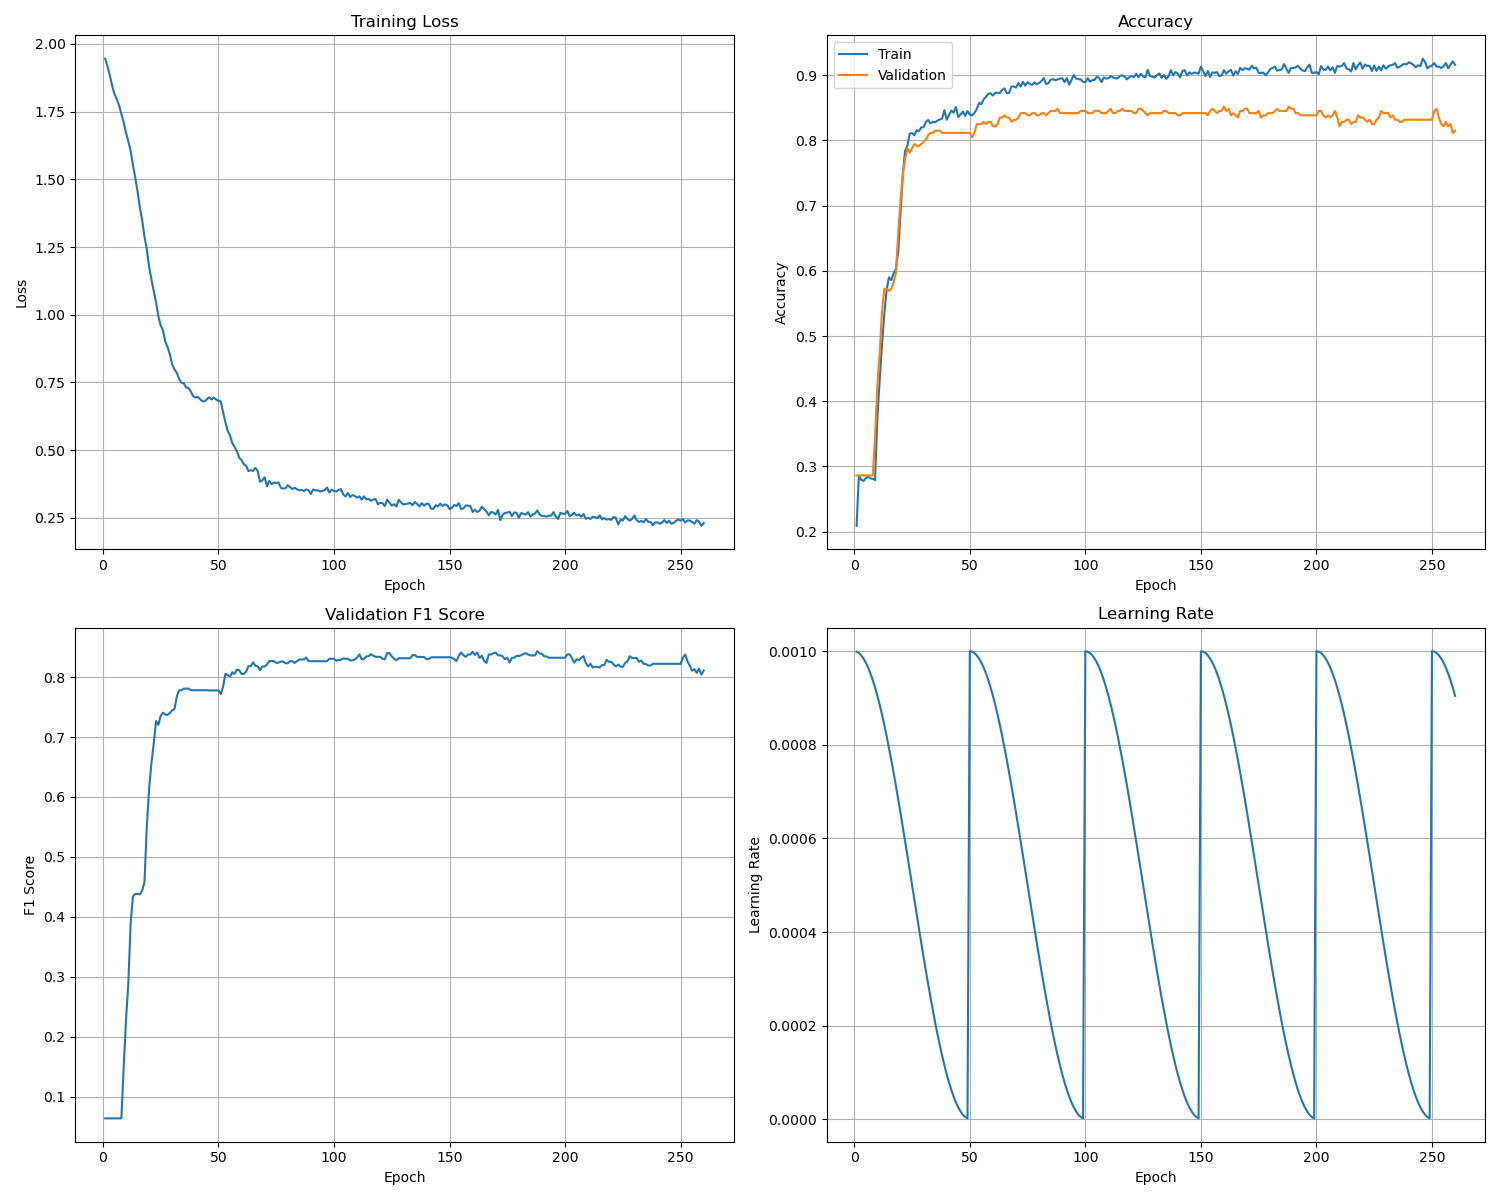 Training Loss
2.00
1.75
1.50
1.25
1.00
0.75
0.50
0.25
Loss
0 50 100 150 200 250
Epoch
Accuracy
Train
Validation
0.9
0.8
0.7
0.6
0.5
0.4
0.3
0.2
Accuracy
0 50 100 150 200 250
Epoch
Validation F1 Score
0.8
0.7
0.6
0.5
0.4
0.3
0.2
0.1
F1 Score
0 50 100 150 200 250
Epoch
Learning Rate
0.0010
0.0008
0.0006
0.0004
0.0002
0.0000
Learning Rate
0 50 100 150 200 250
Epoch